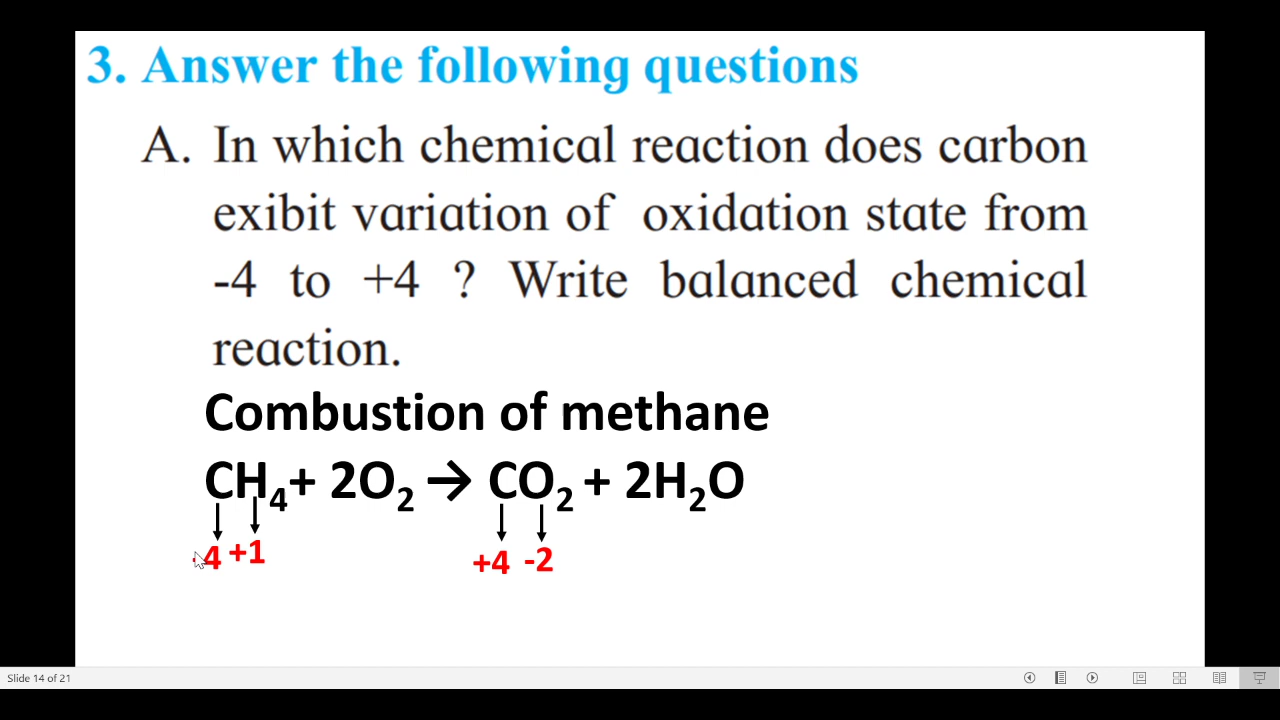 3. Answer the following questions
A. In which chemical reaction does carbon
exibit variation of oxidation state from
-4 to +4 ? Write balanced chemical
reaction.
Combustion of methane
CH₄+ 2O₂ → CO₂ + 2H₂O
-4 +1 +4 -2
Slide 14 of 21